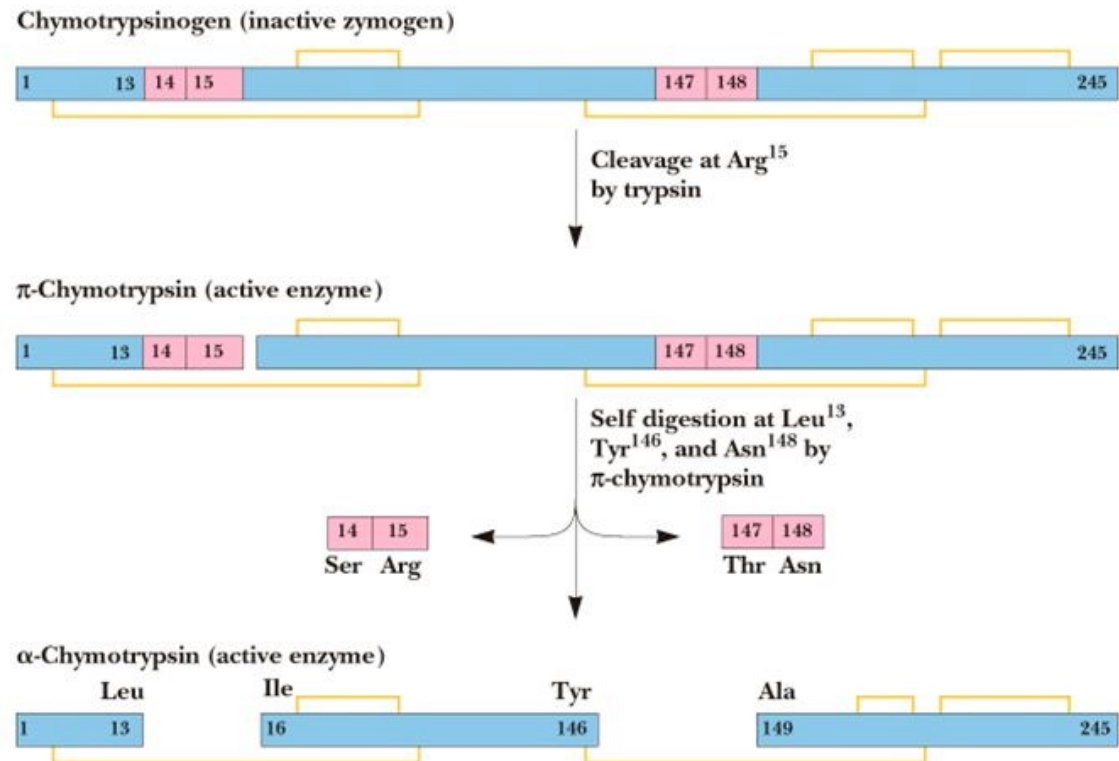 Chymotrypsinogen (inactive zymogen)
1 13 14 15 147 148 245
Cleavage at Arg¹⁵
by trypsin
π-Chymotrypsin (active enzyme)
1 13 14 15 147 148 245
Self digestion at Leu¹³,
Tyr¹⁴⁶, and Asn¹⁴⁸ by
π-chymotrypsin
14 15 147 148
Ser Arg Thr Asn
α-Chymotrypsin (active enzyme)
Leu Ile Tyr Ala
1 13 16 146 149 245